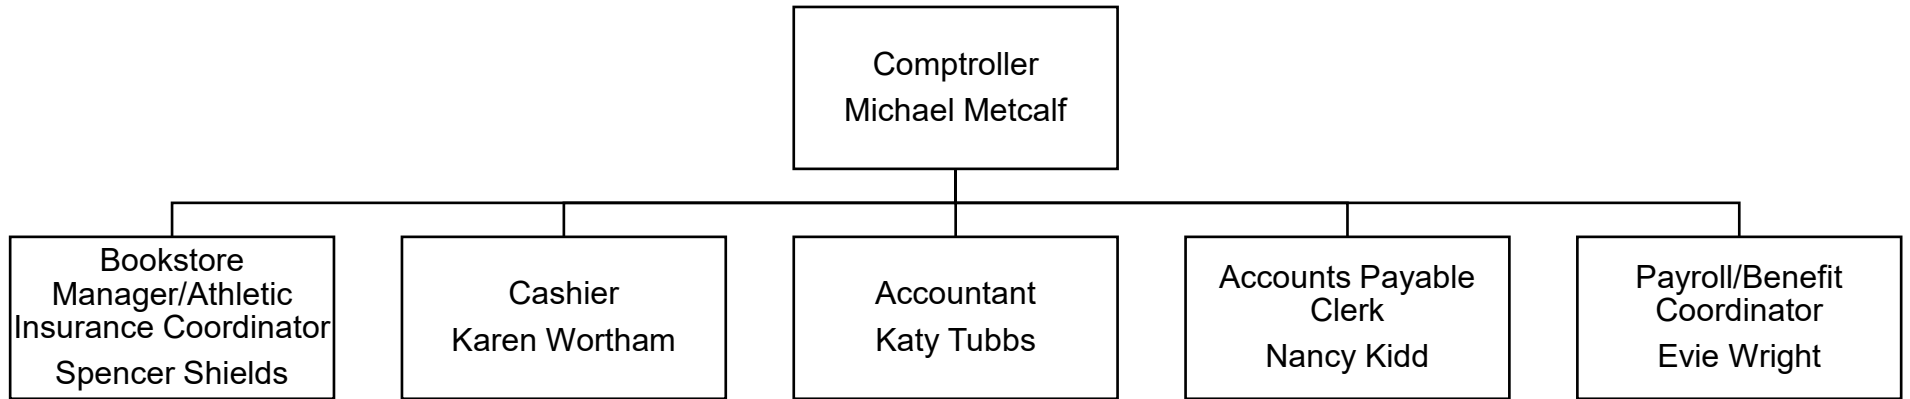 Comptroller
Michael Metcalf
Bookstore
Manager/Athletic
Insurance Coordinator
Spencer Shields
Cashier
Karen Wortham
Accountant
Katy Tubbs
Accounts Payable
Clerk
Nancy Kidd
Payroll/Benefit
Coordinator
Evie Wright